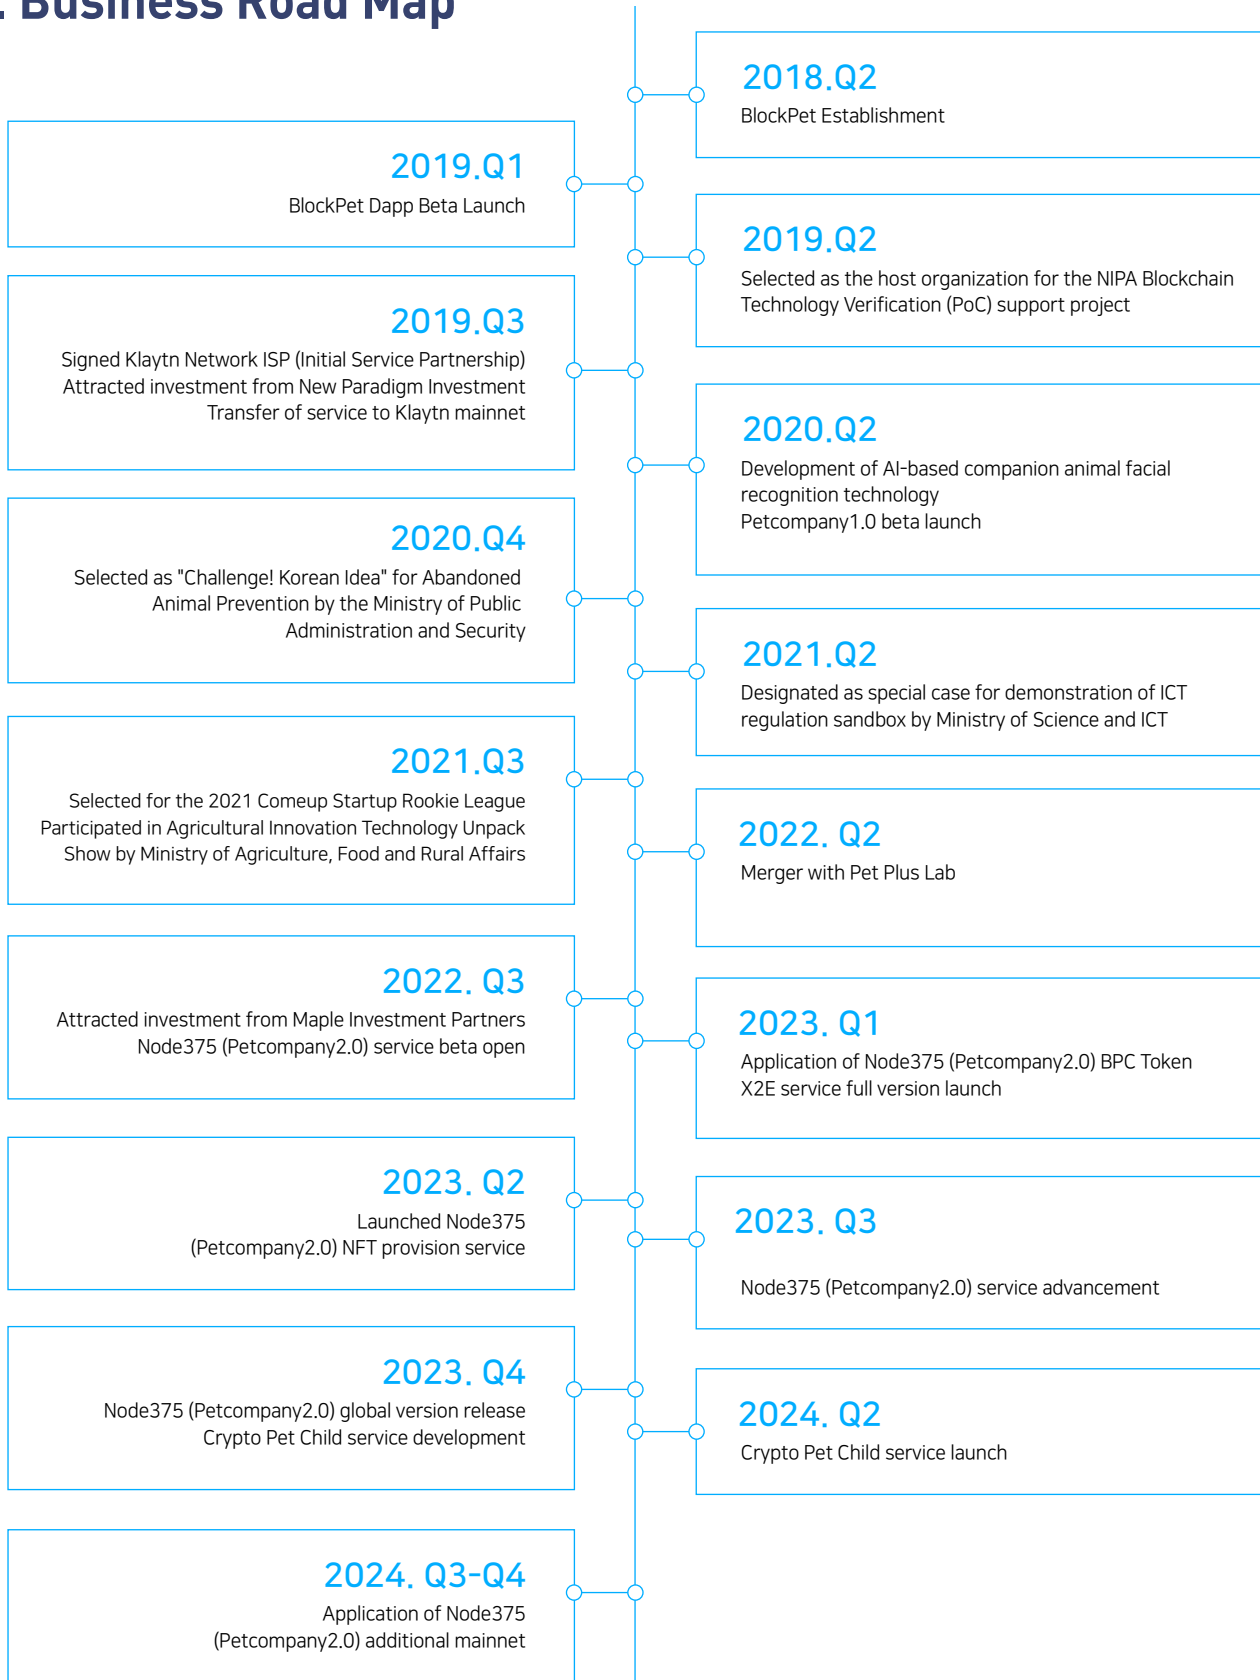 . Business Road Map
2018.Q2
BlockPet Establishment
2019.Q1
BlockPet Dapp Beta Launch
2019.Q2
Selected as the host organization for the NIPA Blockchain
Technology Verification (PoC) support project
2019.Q3
Signed Klaytn Network ISP (Initial Service Partnership)
Attracted investment from New Paradigm Investment
Transfer of service to Klaytn mainnet
2020.Q2
Development of AI-based companion animal facial
recognition technology
Petcompany1.0 beta launch
2020.Q4
Selected as "Challenge! Korean Idea" for Abandoned
Animal Prevention by the Ministry of Public
Administration and Security
2021.Q2
Designated as special case for demonstration of ICT
regulation sandbox by Ministry of Science and ICT
2021.Q3
Selected for the 2021 Comeup Startup Rookie League
Participated in Agricultural Innovation Technology Unpack
Show by Ministry of Agriculture, Food and Rural Affairs
2022. Q2
Merger with Pet Plus Lab
2022. Q3
Attracted investment from Maple Investment Partners
Node375 (Petcompany2.0) service beta open
2023. Q1
Application of Node375 (Petcompany2.0) BPC Token
X2E service full version launch
2023. Q2
Launched Node375
(Petcompany2.0) NFT provision service
2023. Q3
Node375 (Petcompany2.0) service advancement
2023. Q4
Node375 (Petcompany2.0) global version release
Crypto Pet Child service development
2024. Q2
Crypto Pet Child service launch
2024. Q3-Q4
Application of Node375
(Petcompany2.0) additional mainnet